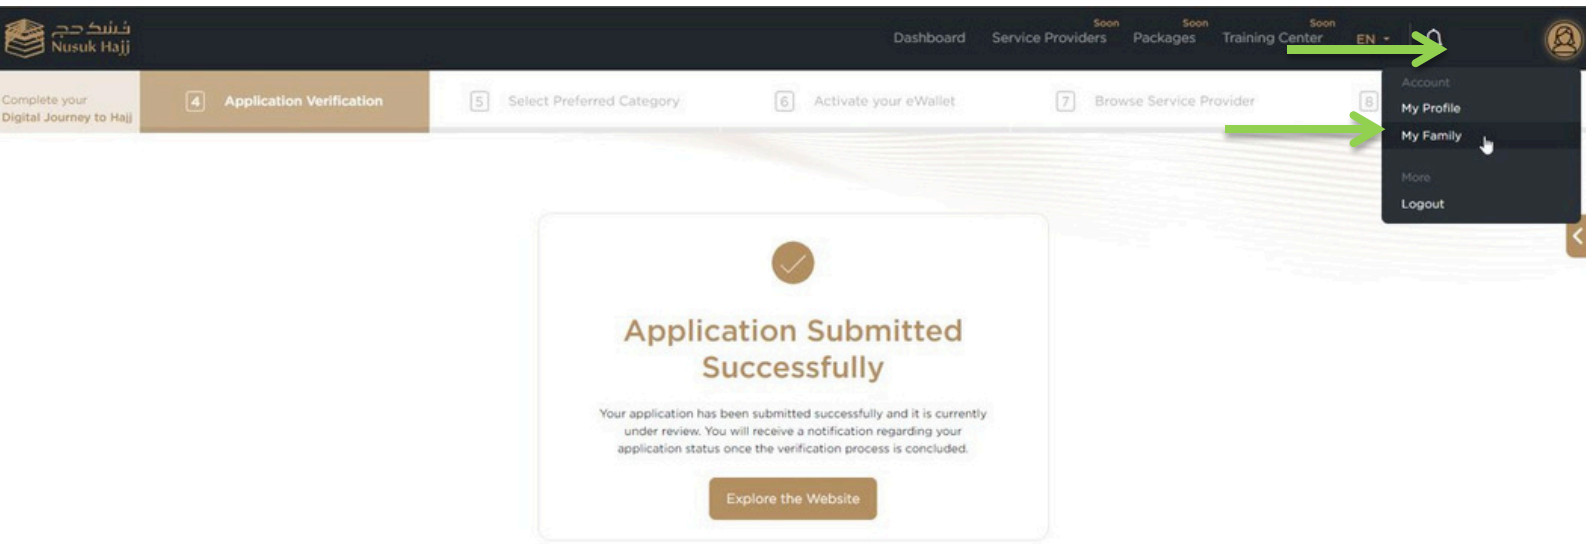 نسك حج
Nusuk Hajj
Dashboard
Soon
Service Providers
Soon
Packages
Soon
Training Center
EN
Complete your
Digital Journey to Hajj
4 Application Verification
5 Select Preferred Category
6 Activate your eWallet
7 Browse Service Provider
8
Account
My Profile
My Family
More
Logout
Application Submitted
Successfully
Your application has been submitted successfully and it is currently
under review. You will receive a notification regarding your
application status once the verification process is concluded.
Explore the Website